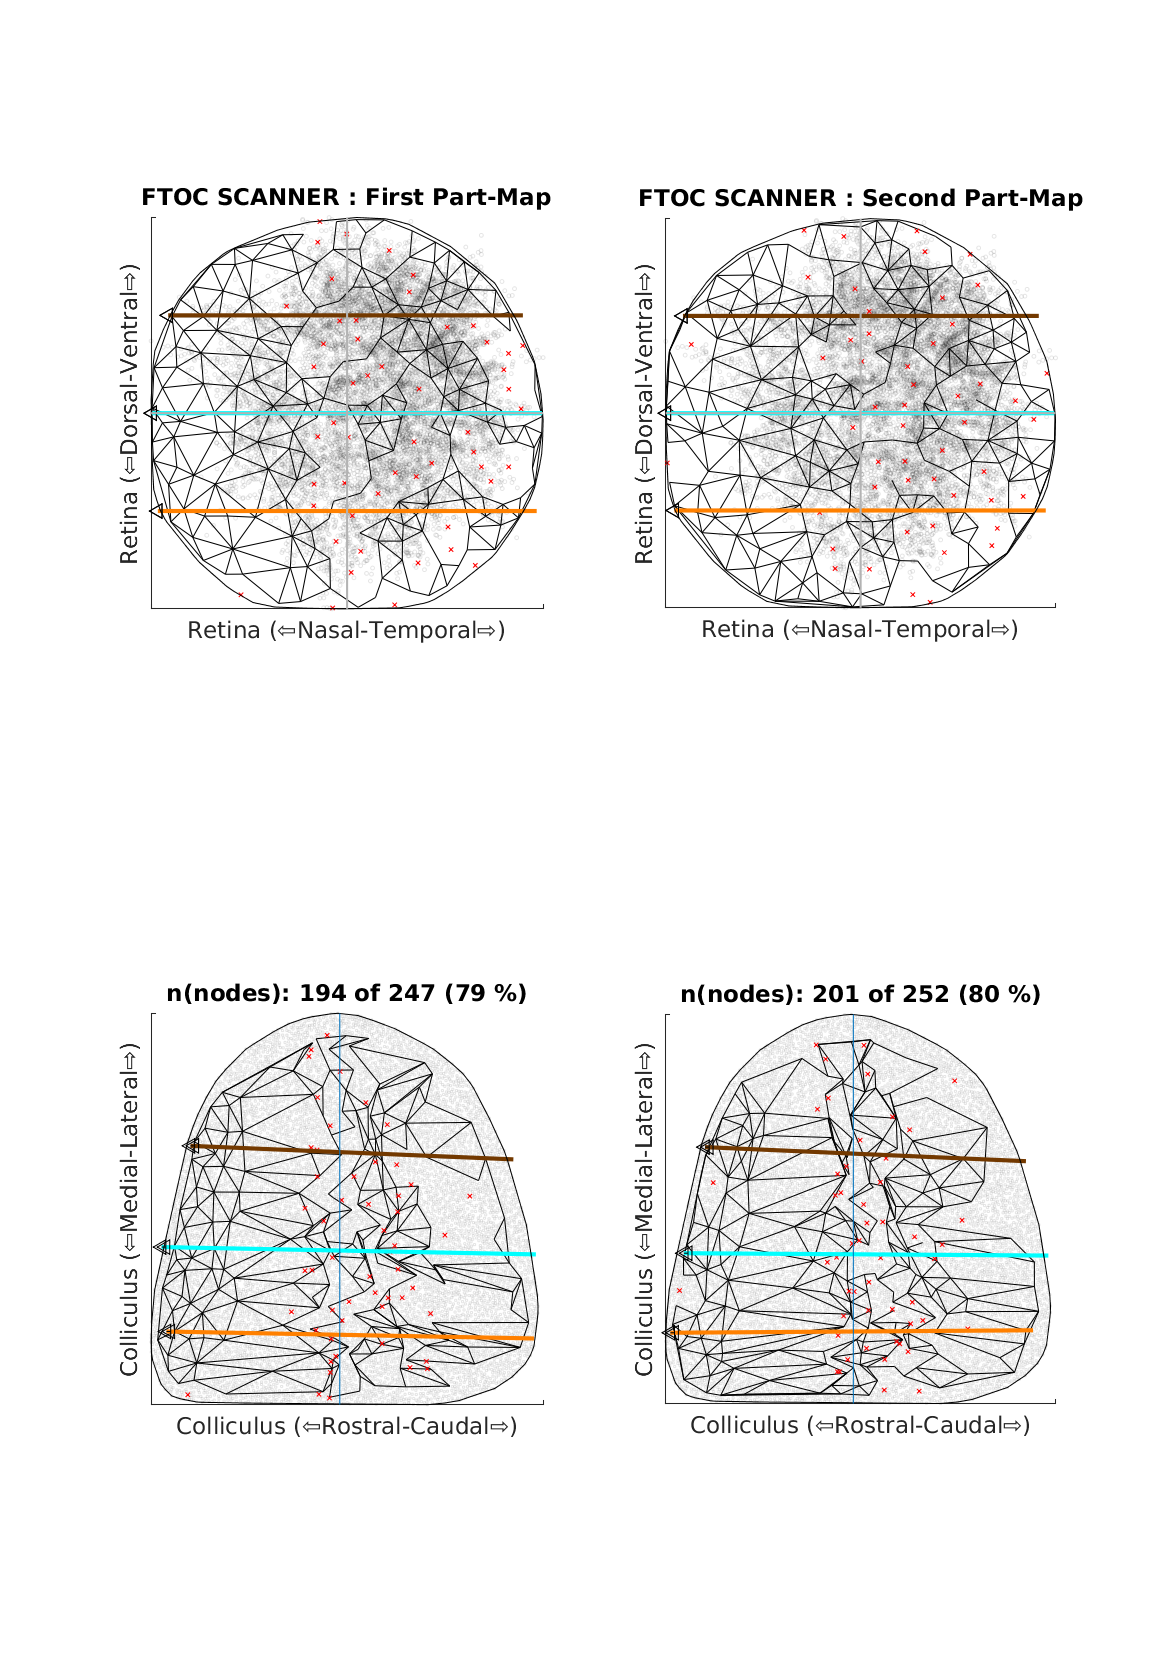 FTOC SCANNER : First Part-Map
FTOC SCANNER : Second Part-Map
Retina (⇦Dorsal-Ventral⇨)
Retina (⇦Dorsal-Ventral⇨)
Retina (⇦Nasal-Temporal⇨)
Retina (⇦Nasal-Temporal⇨)
n(nodes): 194 of 247 (79 %)
n(nodes): 201 of 252 (80 %)
Colliculus (⇦Medial-Lateral⇨)
Colliculus (⇦Medial-Lateral⇨)
Colliculus (⇦Rostral-Caudal⇨)
Colliculus (⇦Rostral-Caudal⇨)